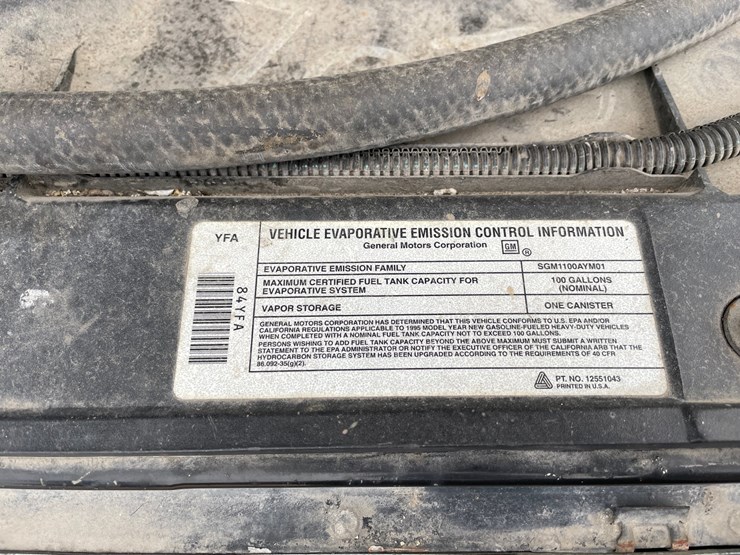 YFA
VEHICLE EVAPORATIVE EMISSION CONTROL INFORMATION
General Motors Corporation GM ®
EVAPORATIVE EMISSION FAMILY SGM1100AYM01
MAXIMUM CERTIFIED FUEL TANK CAPACITY FOR
EVAPORATIVE SYSTEM
100 GALLONS
(NOMINAL)
VAPOR STORAGE ONE CANISTER
GENERAL MOTORS CORPORATION HAS DETERMINED THAT THIS VEHICLE CONFORMS TO U.S. EPA AND/OR
CALIFORNIA REGULATIONS APPLICABLE TO 1995 MODEL YEAR NEW GASOLINE-FUELED HEAVY-DUTY VEHICLES
WHEN COMPLETED WITH A NOMINAL FUEL TANK CAPACITY NOT TO EXCEED 100 GALLONS.
PERSONS WISHING TO ADD FUEL TANK CAPACITY BEYOND THE ABOVE MAXIMUM MUST SUBMIT A WRITTEN
STATEMENT TO THE EPA ADMINISTRATOR OR NOTIFY THE EXECUTIVE OFFICER OF THE CALIFORNIA ARB THAT THE
HYDROCARBON STORAGE SYSTEM HAS BEEN UPGRADED ACCORDING TO THE REQUIREMENTS OF 40 CFR
86.092-35(g)(2).
84YFA
PT. NO. 12551043
PRINTED IN U.S.A.